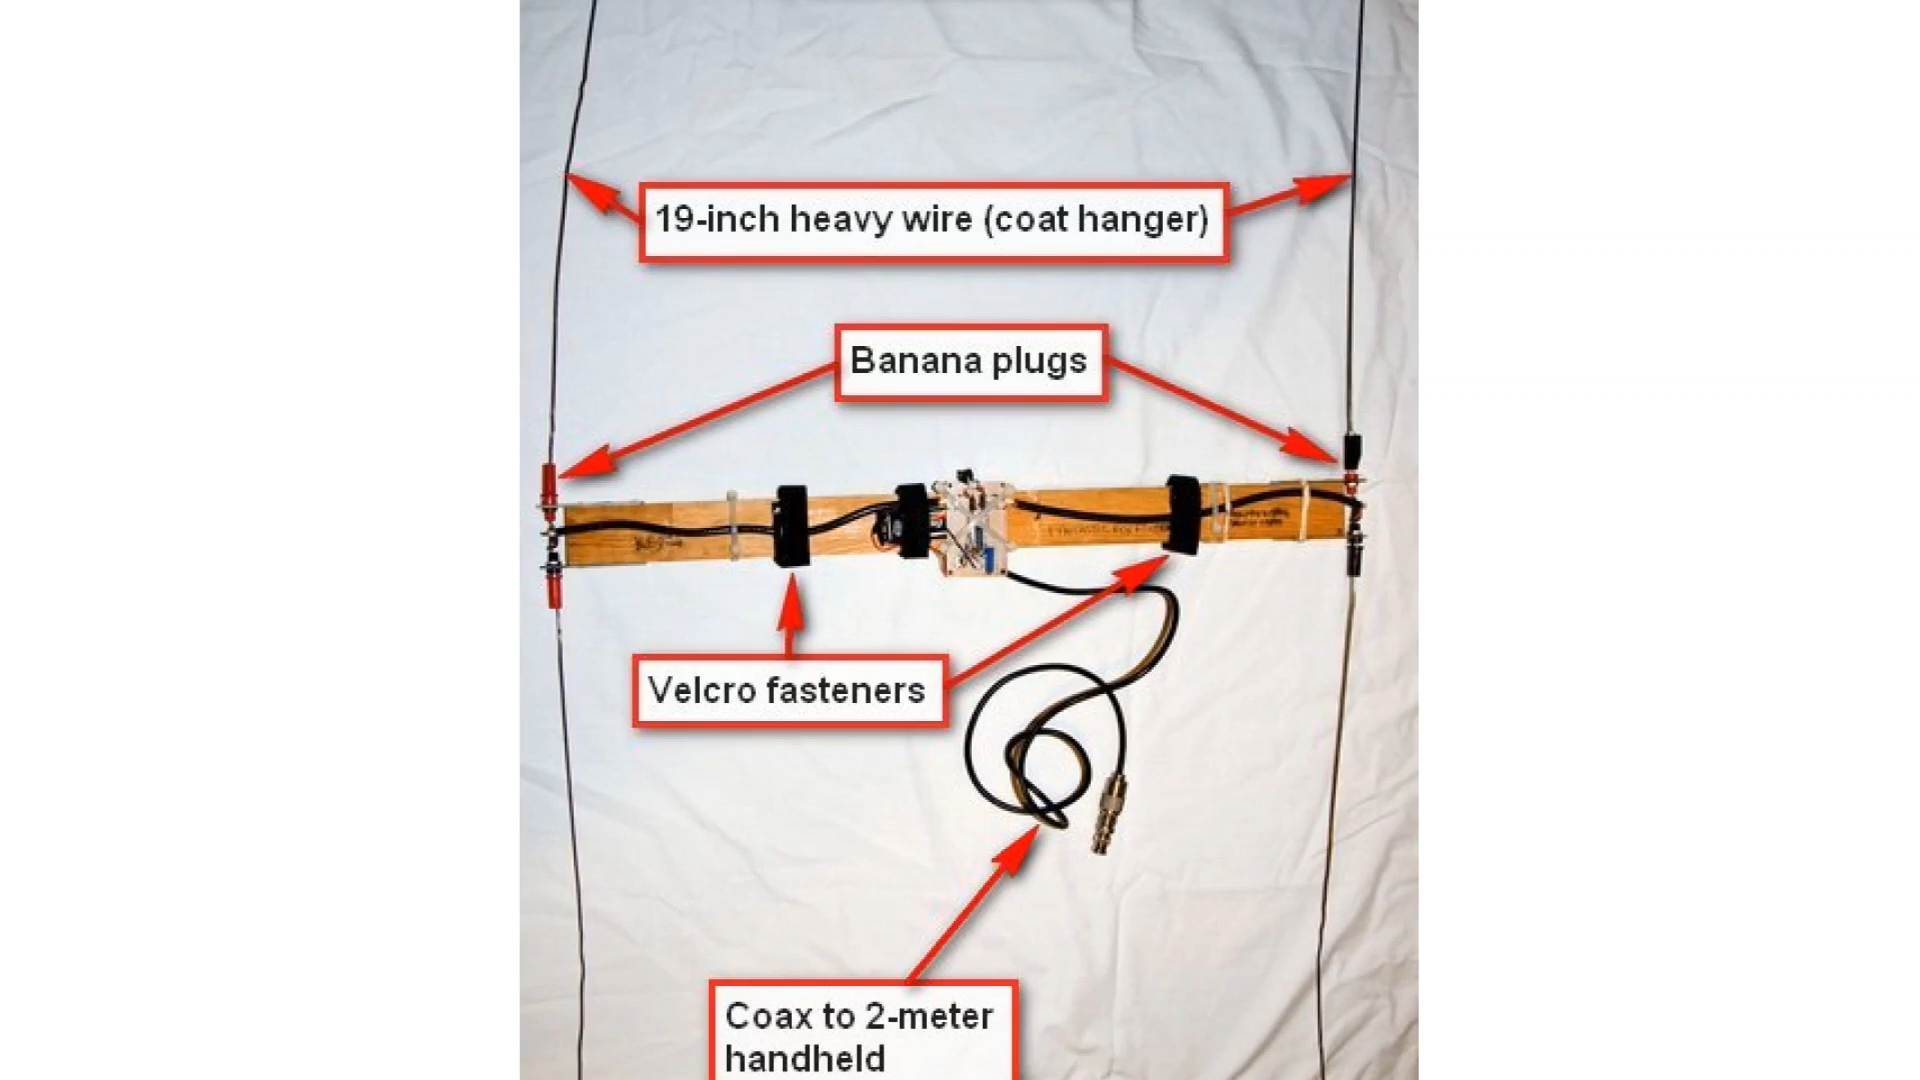 19-inch heavy wire (coat hanger)
Banana plugs
Velcro fasteners
Coax to 2-meter
handheld